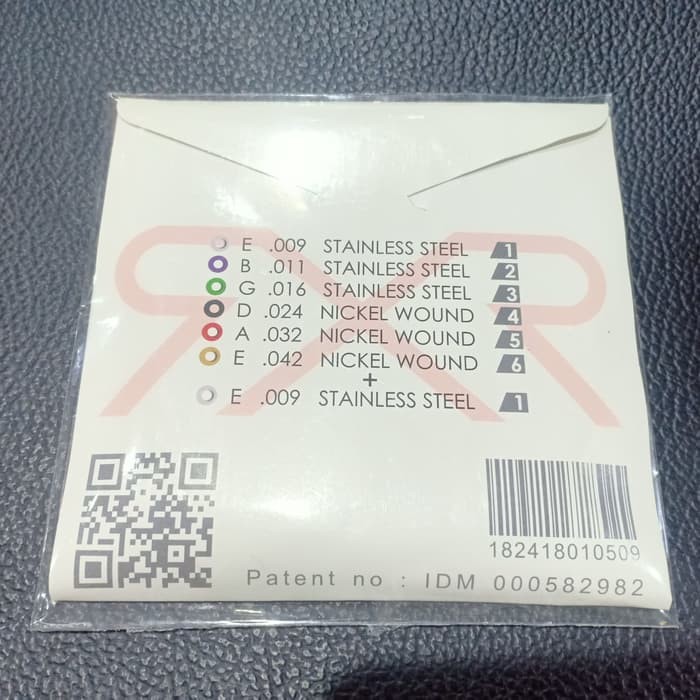 E .009 STAINLESS STEEL 1
B .011 STAINLESS STEEL 2
G .016 STAINLESS STEEL 3
D .024 NICKEL WOUND 4
A .032 NICKEL WOUND 5
E .042 NICKEL WOUND 6
+
E .009 STAINLESS STEEL 1
RXR
182418010509
Patent no : IDM 000582982